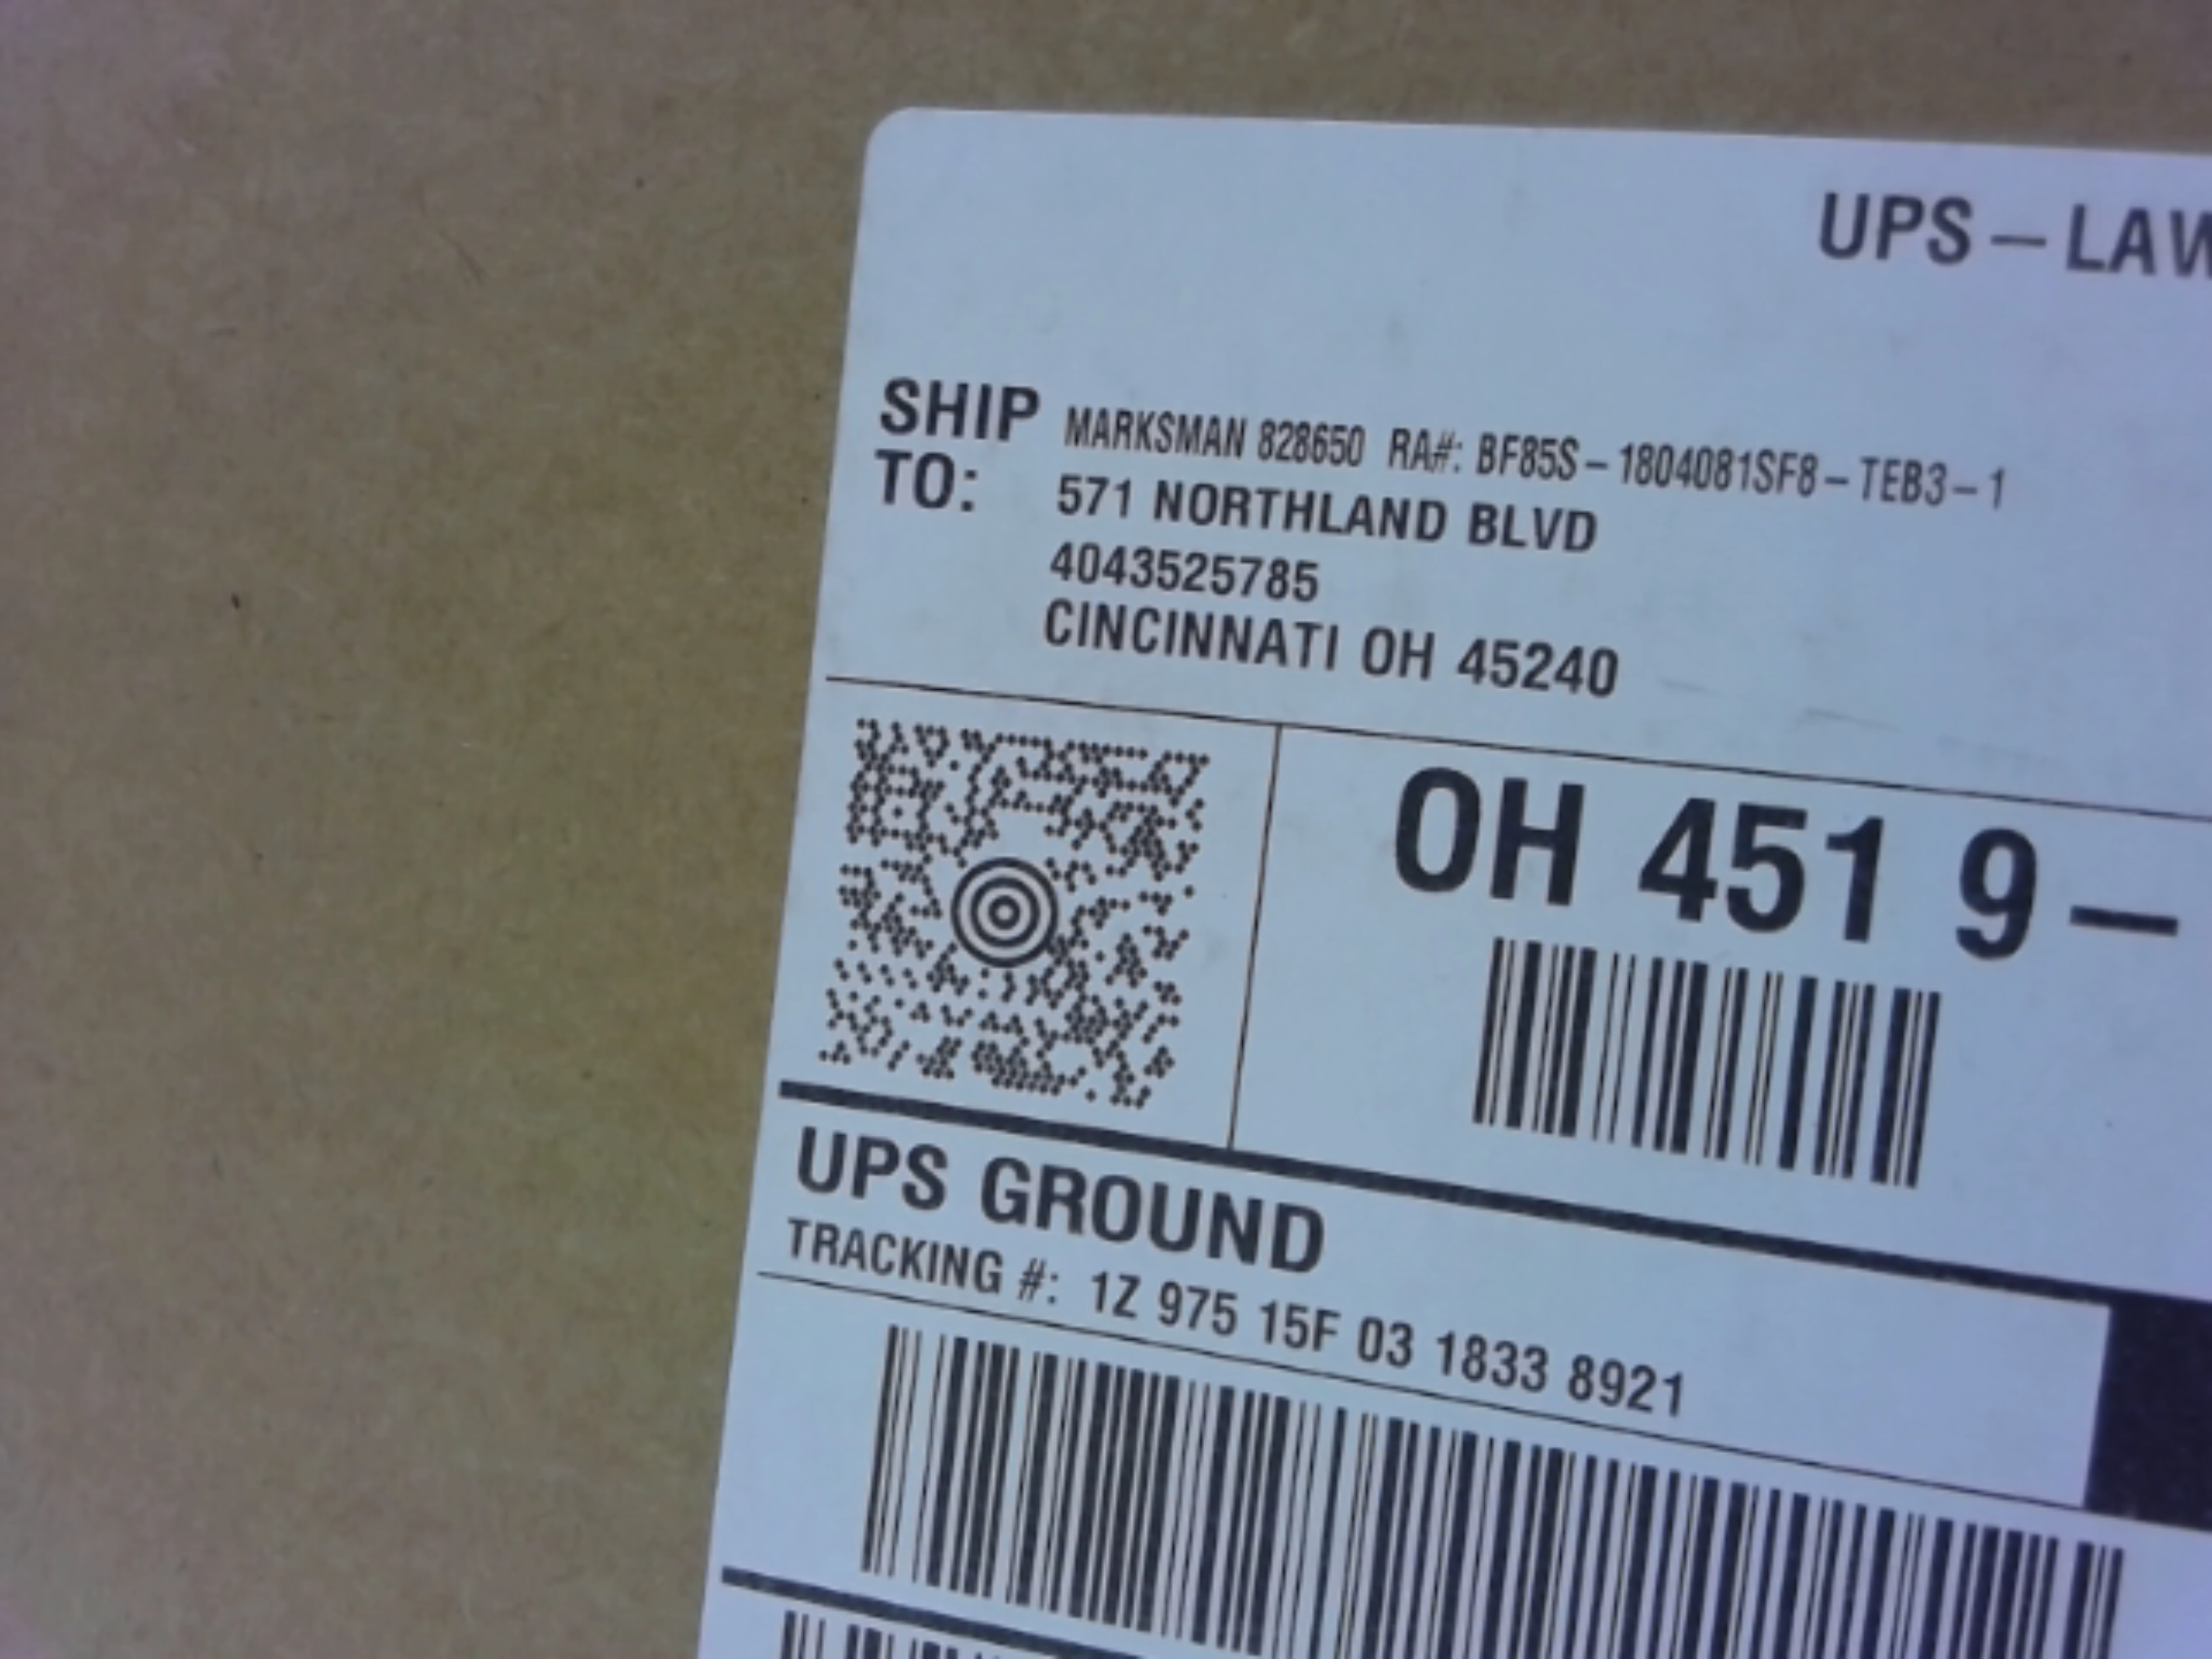 UPS – LAW
SHIP TO: MARKSMAN 828650 RA#: BF85S – 1804081SF8 – TEB3 – 1
571 NORTHLAND BLVD
4043525785
CINCINNATI OH 45240
OH 451 9 –
UPS GROUND
TRACKING #: 1Z 975 15F 03 1833 8921